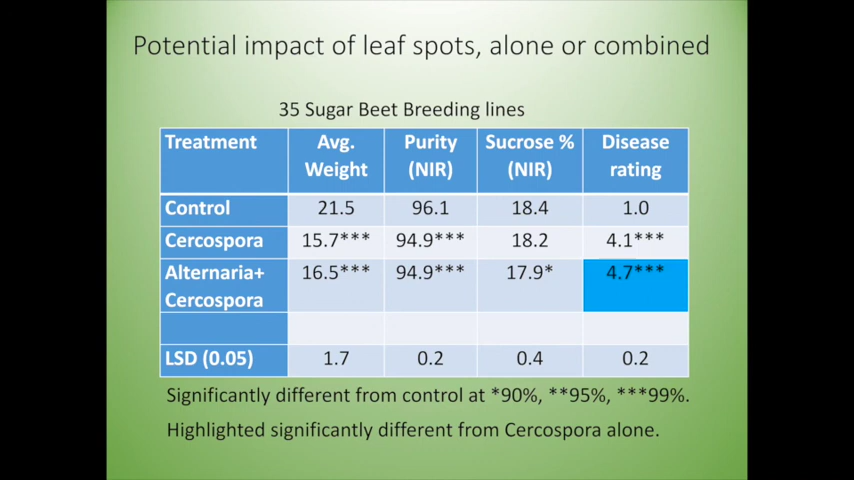 Potential impact of leaf spots, alone or combined
35 Sugar Beet Breeding lines
Treatment Avg. Weight Purity (NIR) Sucrose % (NIR) Disease rating
Control 21.5 96.1 18.4 1.0
Cercospora 15.7*** 94.9*** 18.2 4.1***
Alternaria+ Cercospora 16.5*** 94.9*** 17.9* 4.7***
LSD (0.05) 1.7 0.2 0.4 0.2
Significantly different from control at *90%, **95%, ***99%.
Highlighted significantly different from Cercospora alone.